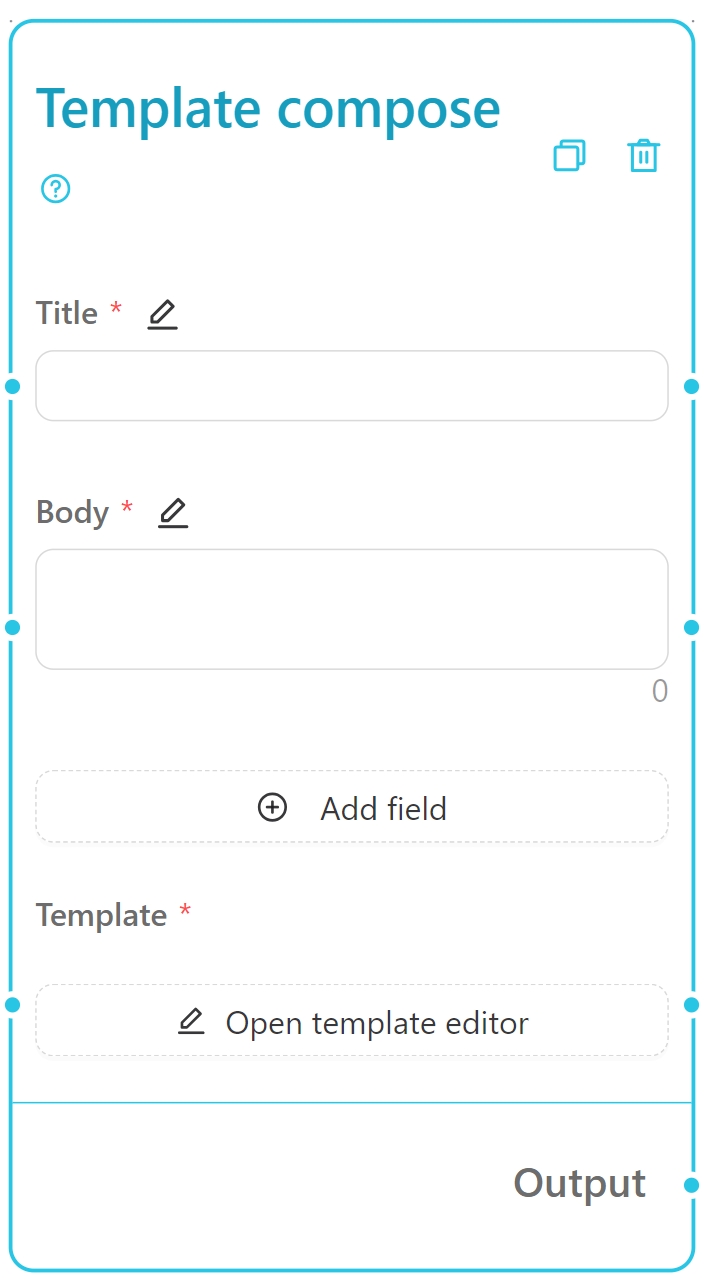 Template compose
Title *
Body *
0
Add field
Template *
Open template editor
Output